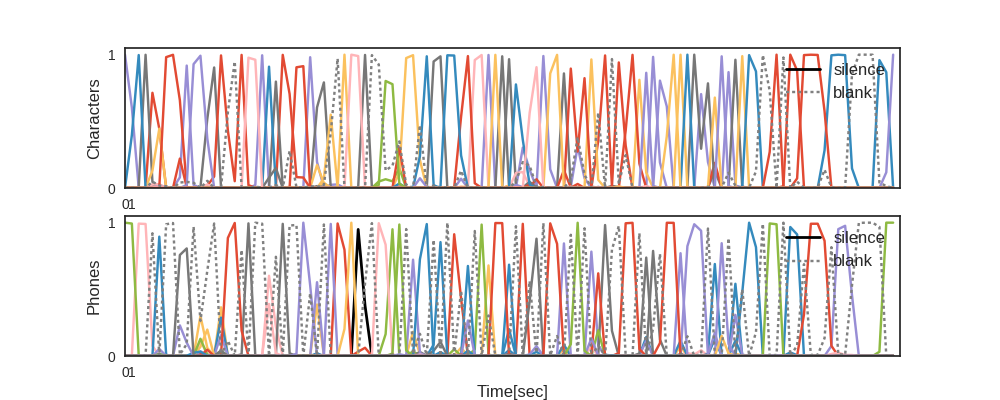 1
Characters
silence
blank
0
01
1
Phones
silence
blank
0
01
Time[sec]